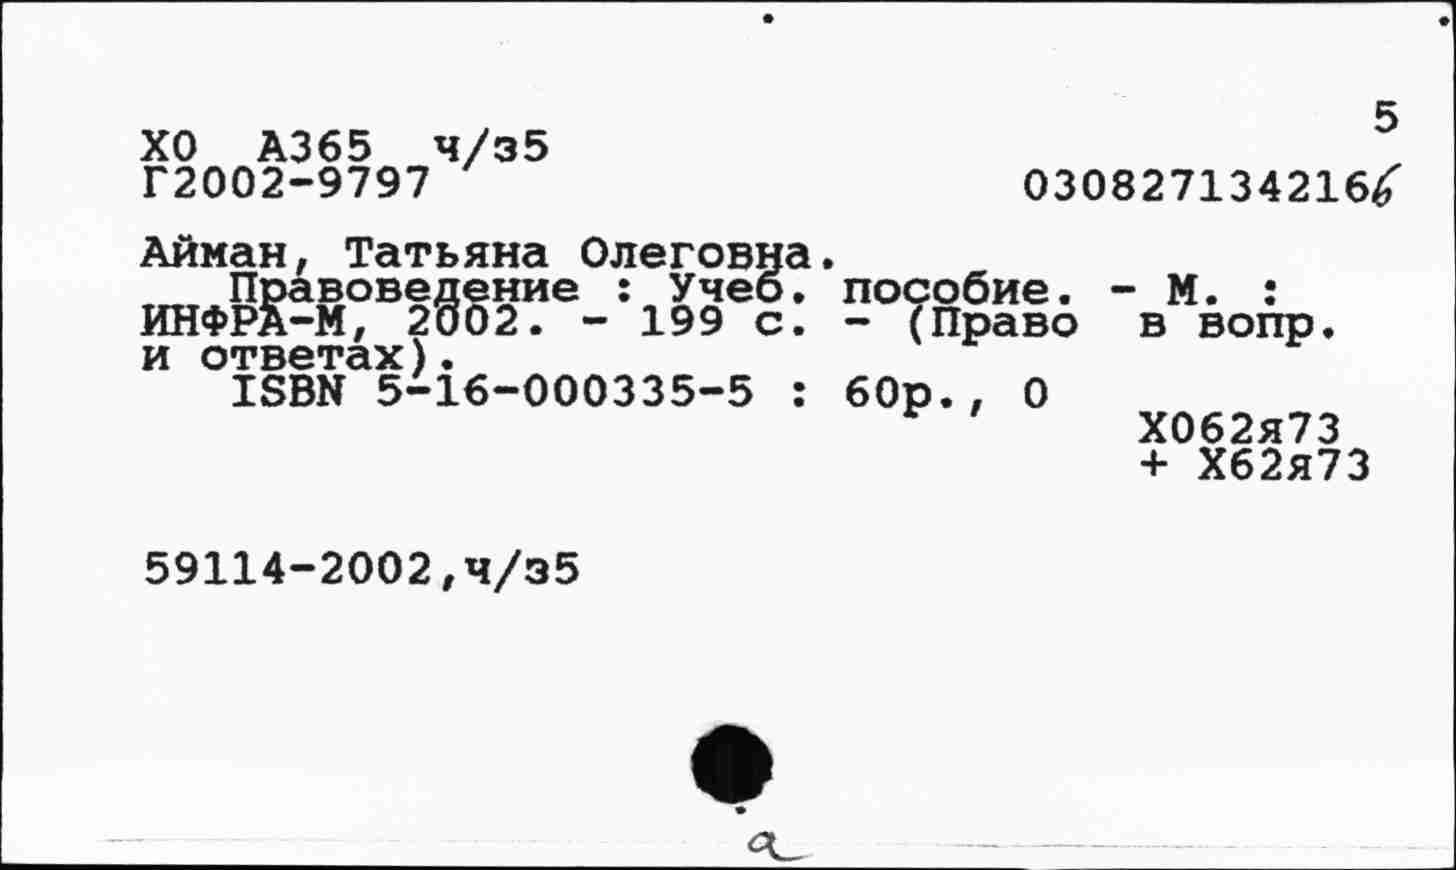 5
ХО А365 ч/з5
Г2002-9797
0308271342166
Айман, Татьяна Олеговна.
Правоведение : Учеб. пособие. - М. :
ИНФРА-М, 2002. - 199 с. - (Право в вопр.
и ответах).
ISBN 5-16-000335-5 : 60р., 0
Х062я73
+ Х62я73
59114-2002,ч/з5
а